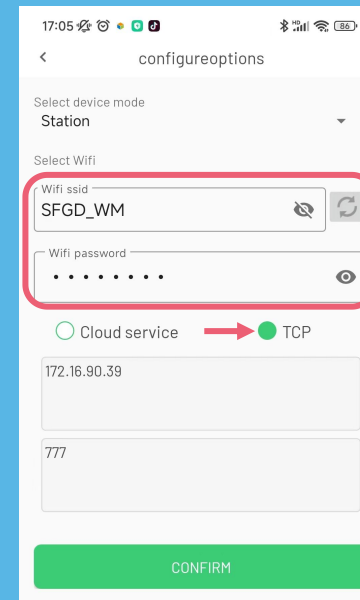 17:05 86
configureoptions
Select device mode
Station
Select Wifi
Wifi ssid
SFGD_WM
Wifi password
Cloud service TCP
172.16.90.39
777
CONFIRM